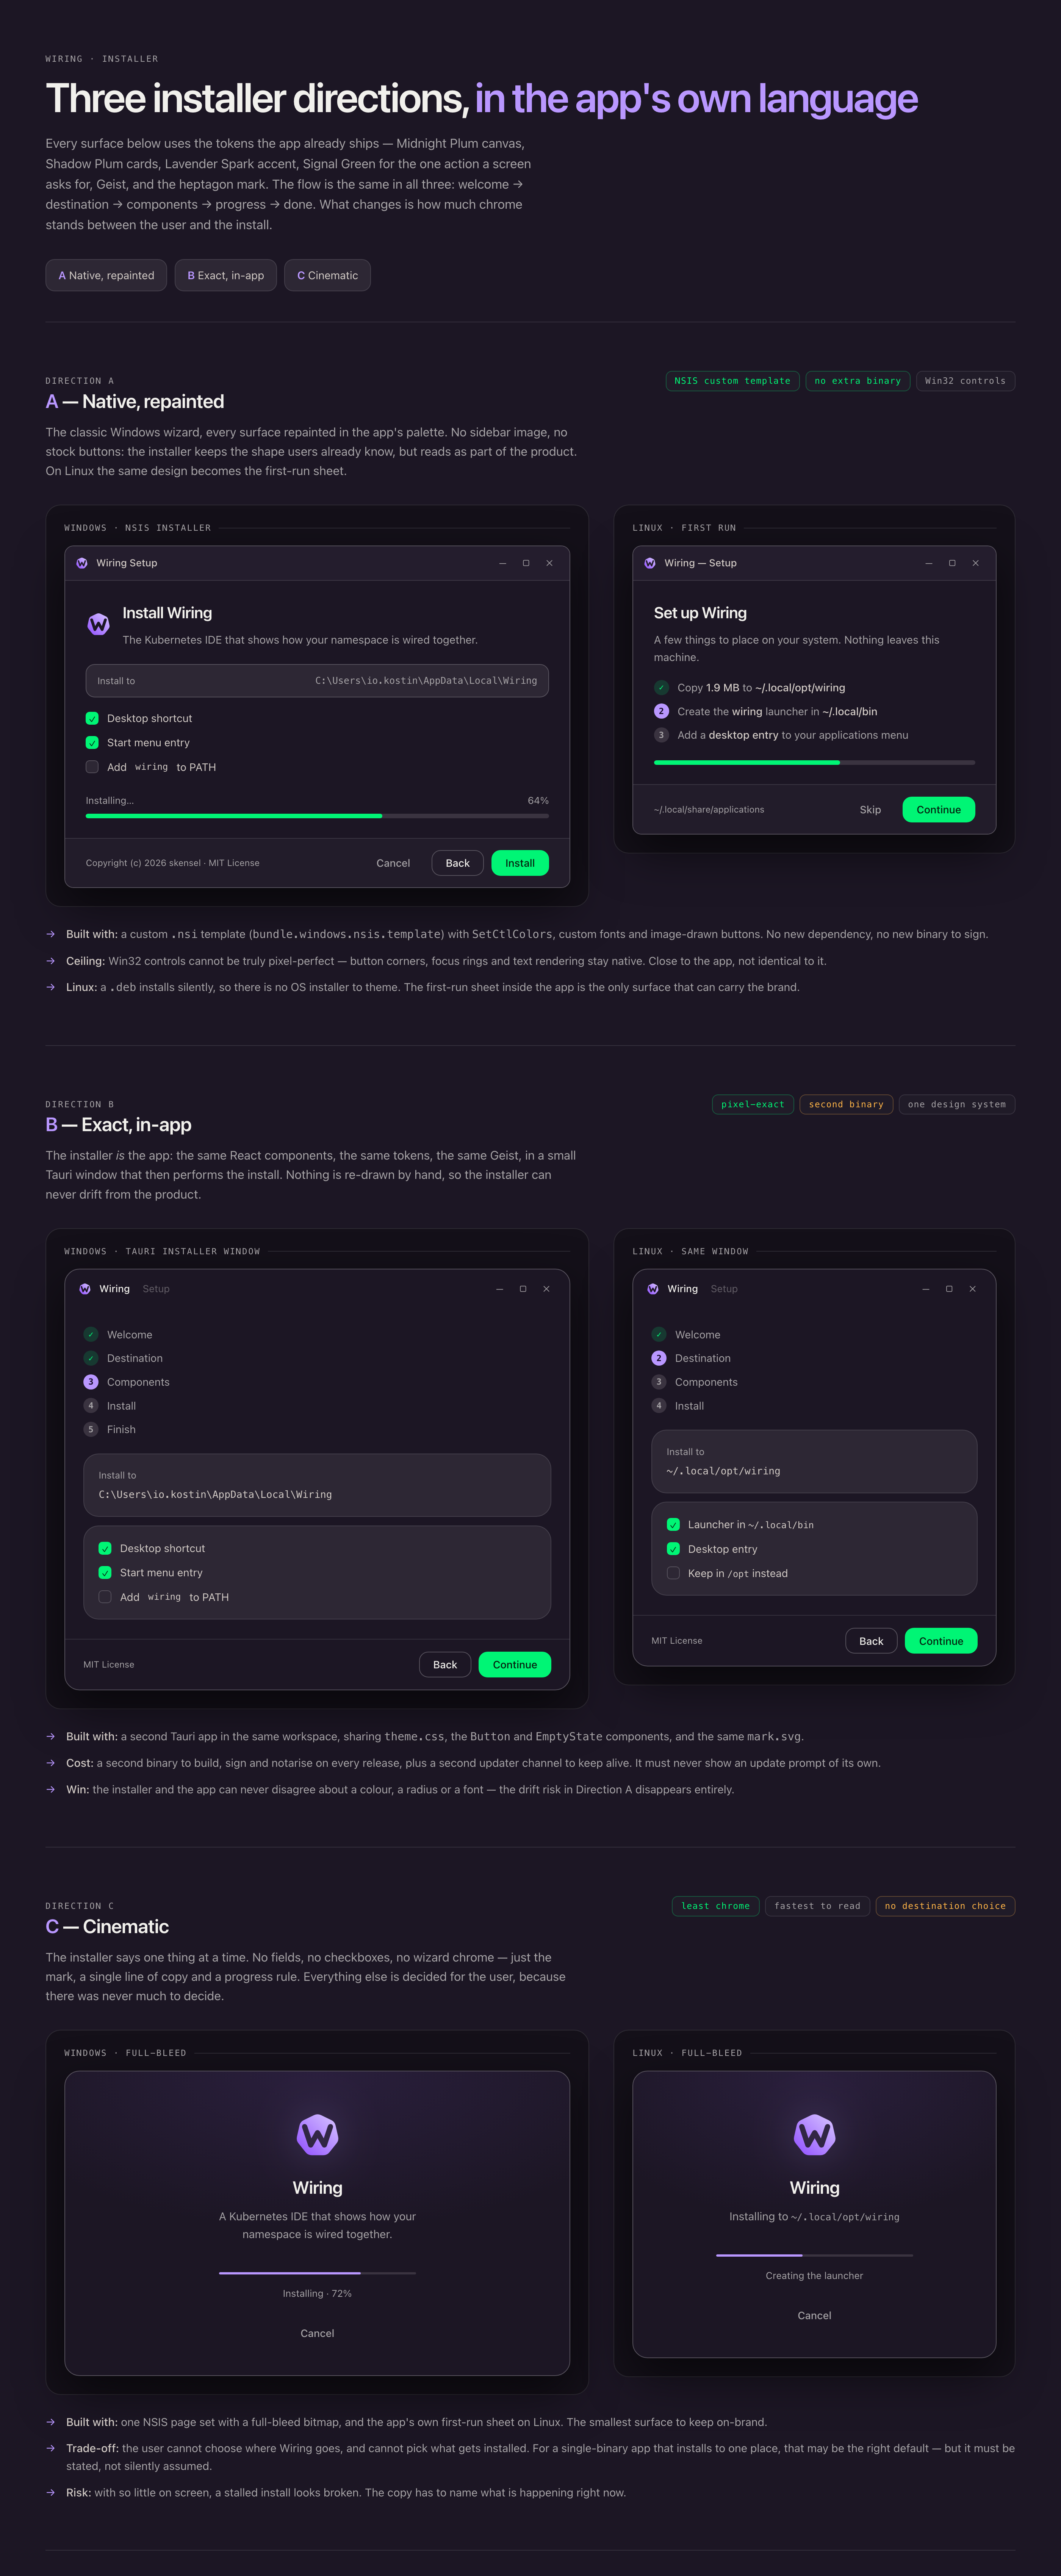 WIRING · INSTALLER
Three installer directions, in the app's own language
Every surface below uses the tokens the app already ships — Midnight Plum canvas,
Shadow Plum cards, Lavender Spark accent, Signal Green for the one action a screen
asks for, Geist, and the heptagon mark. The flow is the same in all three: welcome →
destination → components → progress → done. What changes is how much chrome
stands between the user and the install.
A Native, repainted
B Exact, in-app
C Cinematic
DIRECTION A
A — Native, repainted
NSIS custom template
no extra binary
Win32 controls
The classic Windows wizard, every surface repainted in the app's palette. No sidebar image, no
stock buttons: the installer keeps the shape users already know, but reads as part of the product.
On Linux the same design becomes the first-run sheet.
WINDOWS · NSIS INSTALLER
Wiring Setup
Install Wiring
The Kubernetes IDE that shows how your namespace is wired together.
Install to
C:\Users\io.kostin\AppData\Local\Wiring
✓ Desktop shortcut
✓ Start menu entry
Add wiring to PATH
Installing…
64%
Copyright (c) 2026 skensel · MIT License
Cancel
Back
Install
LINUX · FIRST RUN
Wiring — Setup
Set up Wiring
A few things to place on your system. Nothing leaves this
machine.
✓ Copy 1.9 MB to ~/.local/opt/wiring
2 Create the wiring launcher in ~/.local/bin
3 Add a desktop entry to your applications menu
~/.local/share/applications
Skip
Continue
→ Built with: a custom .nsi template (bundle.windows.nsis.template) with SetCtlColors, custom fonts and image-drawn buttons. No new dependency, no new binary to sign.
→ Ceiling: Win32 controls cannot be truly pixel-perfect — button corners, focus rings and text rendering stay native. Close to the app, not identical to it.
→ Linux: a .deb installs silently, so there is no OS installer to theme. The first-run sheet inside the app is the only surface that can carry the brand.
DIRECTION B
B — Exact, in-app
pixel-exact
second binary
one design system
The installer is the app: the same React components, the same tokens, the same Geist, in a small
Tauri window that then performs the install. Nothing is re-drawn by hand, so the installer can
never drift from the product.
WINDOWS · TAURI INSTALLER WINDOW
Wiring Setup
✓ Welcome
✓ Destination
3 Components
4 Install
5 Finish
Install to
C:\Users\io.kostin\AppData\Local\Wiring
✓ Desktop shortcut
✓ Start menu entry
Add wiring to PATH
MIT License
Back
Continue
LINUX · SAME WINDOW
Wiring Setup
✓ Welcome
2 Destination
3 Components
4 Install
Install to
~/.local/opt/wiring
✓ Launcher in ~/.local/bin
✓ Desktop entry
Keep in /opt instead
MIT License
Back
Continue
→ Built with: a second Tauri app in the same workspace, sharing theme.css, the Button and EmptyState components, and the same mark.svg.
→ Cost: a second binary to build, sign and notarise on every release, plus a second updater channel to keep alive. It must never show an update prompt of its own.
→ Win: the installer and the app can never disagree about a colour, a radius or a font — the drift risk in Direction A disappears entirely.
DIRECTION C
C — Cinematic
least chrome
fastest to read
no destination choice
The installer says one thing at a time. No fields, no checkboxes, no wizard chrome — just the
mark, a single line of copy and a progress rule. Everything else is decided for the user, because
there was never much to decide.
WINDOWS · FULL-BLEED
W
Wiring
A Kubernetes IDE that shows how your
namespace is wired together.
Installing · 72%
Cancel
LINUX · FULL-BLEED
W
Wiring
Installing to ~/.local/opt/wiring
Creating the launcher
Cancel
→ Built with: one NSIS page set with a full-bleed bitmap, and the app's own first-run sheet on Linux. The smallest surface to keep on-brand.
→ Trade-off: the user cannot choose where Wiring goes, and cannot pick what gets installed. For a single-binary app that installs to one place, that may be the right default — but it must be
stated, not silently assumed.
→ Risk: with so little on screen, a stalled install looks broken. The copy has to name what is happening right now.